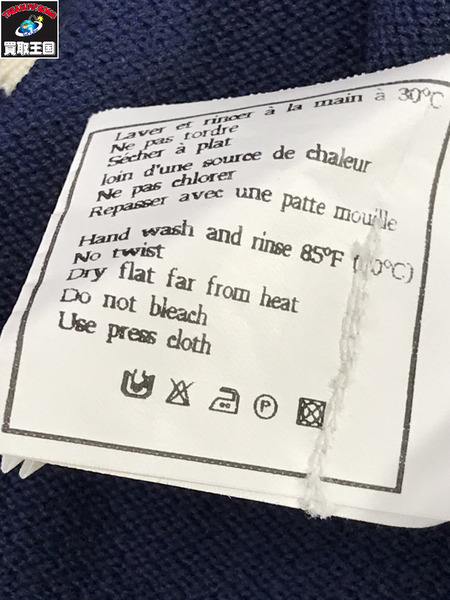 買取王国
Laver et rincer à la main à 30°C
Ne pas tordre
Sécher à plat
loin d'une source de chaleur
Ne pas chlorer
Repasser avec une patte mouille
Hand wash and rinse 85°F ( 0°C)
No twist
Dry flat far from heat
Do not bleach
Use press cloth
P